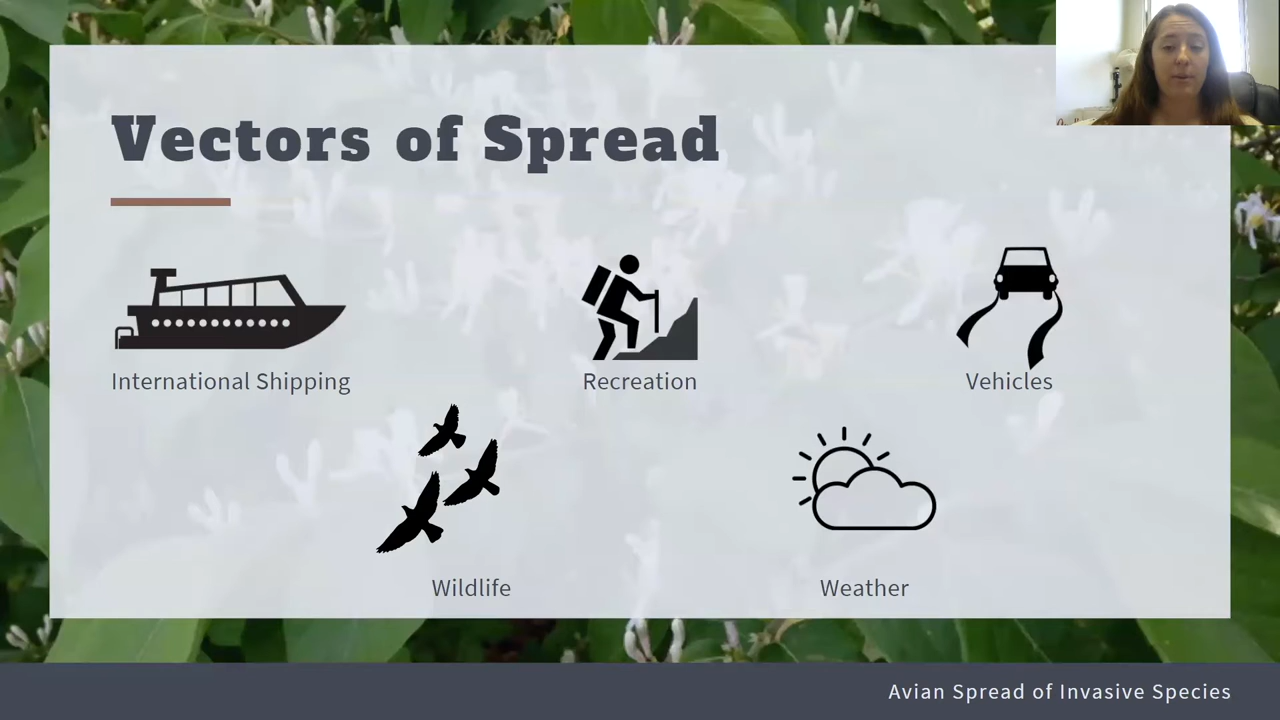 Vectors of Spread
International Shipping
Recreation
Vehicles
Wildlife
Weather
Avian Spread of Invasive Species